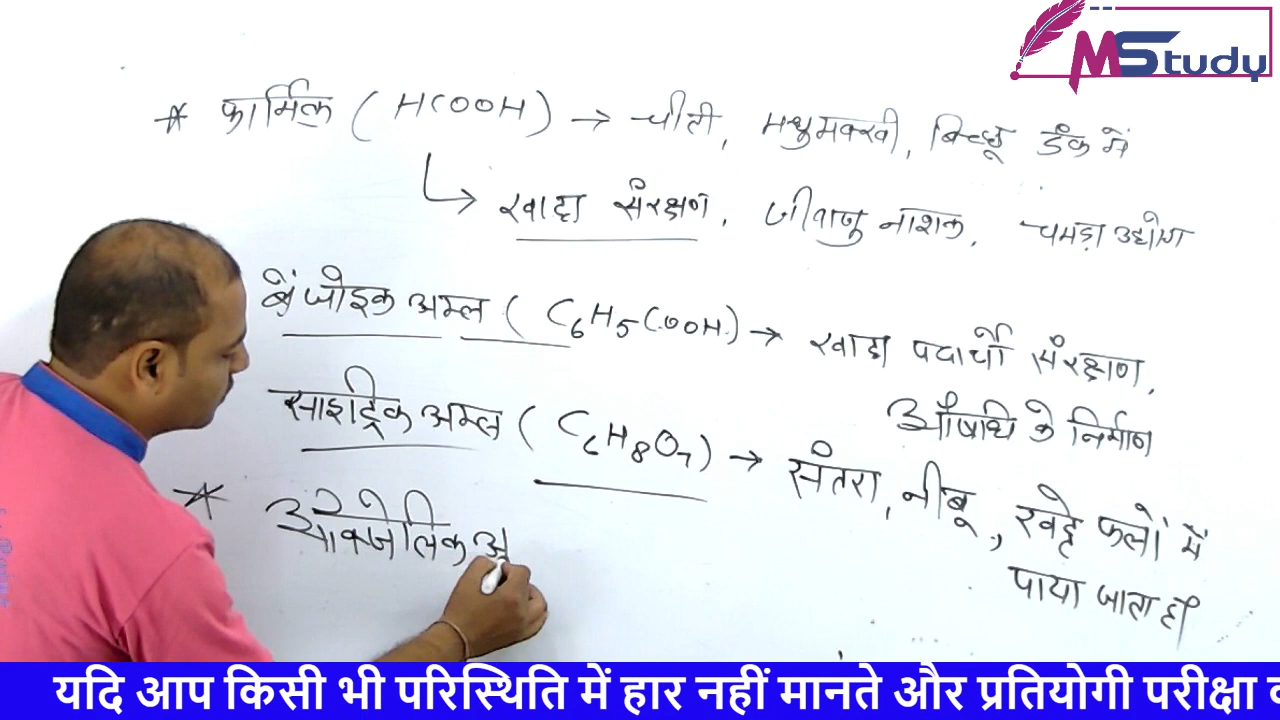 MStudy
* फार्मिक ( HCOOH ) → चीटी, मधुमक्खी, बिच्छू डंक में
↳ खाद्य संरक्षण, जीवाणु नाशक, चमड़ा उद्योग
बेंजोइक अम्ल ( C6H5COOH ) → खाद्य पदार्थो संरक्षण,
औषधि के निर्माण
साइट्रिक अम्ल ( C6H8O7 ) → संतरा, नीबू, खट्टे फलों में
पाया जाता है
* ऑक्जेलिक अ
यदि आप किसी भी परिस्थिति में हार नहीं मानते और प्रतियोगी परीक्षा